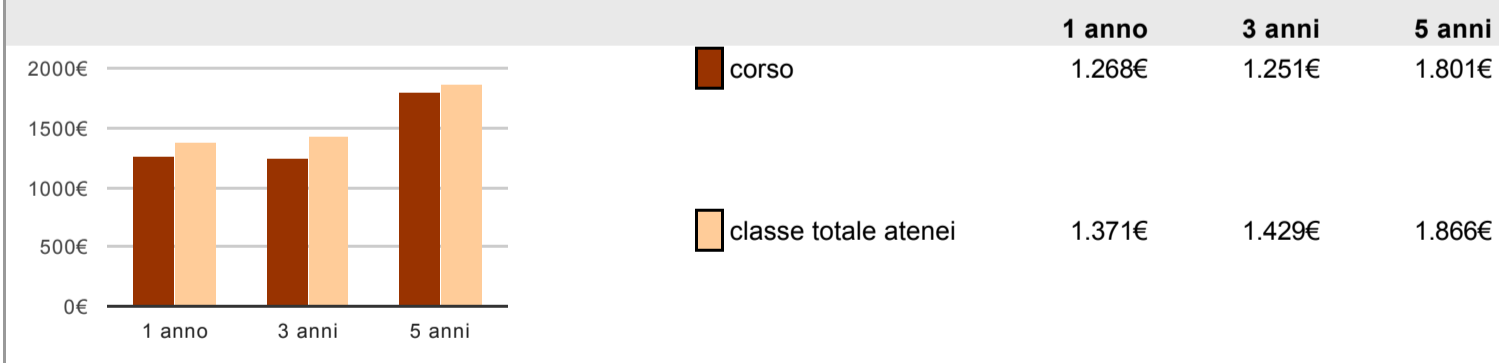 1 anno 3 anni 5 anni
2000€
1500€
1000€
500€
0€
1 anno 3 anni 5 anni
corso 1.268€ 1.251€ 1.801€
classe totale atenei 1.371€ 1.429€ 1.866€